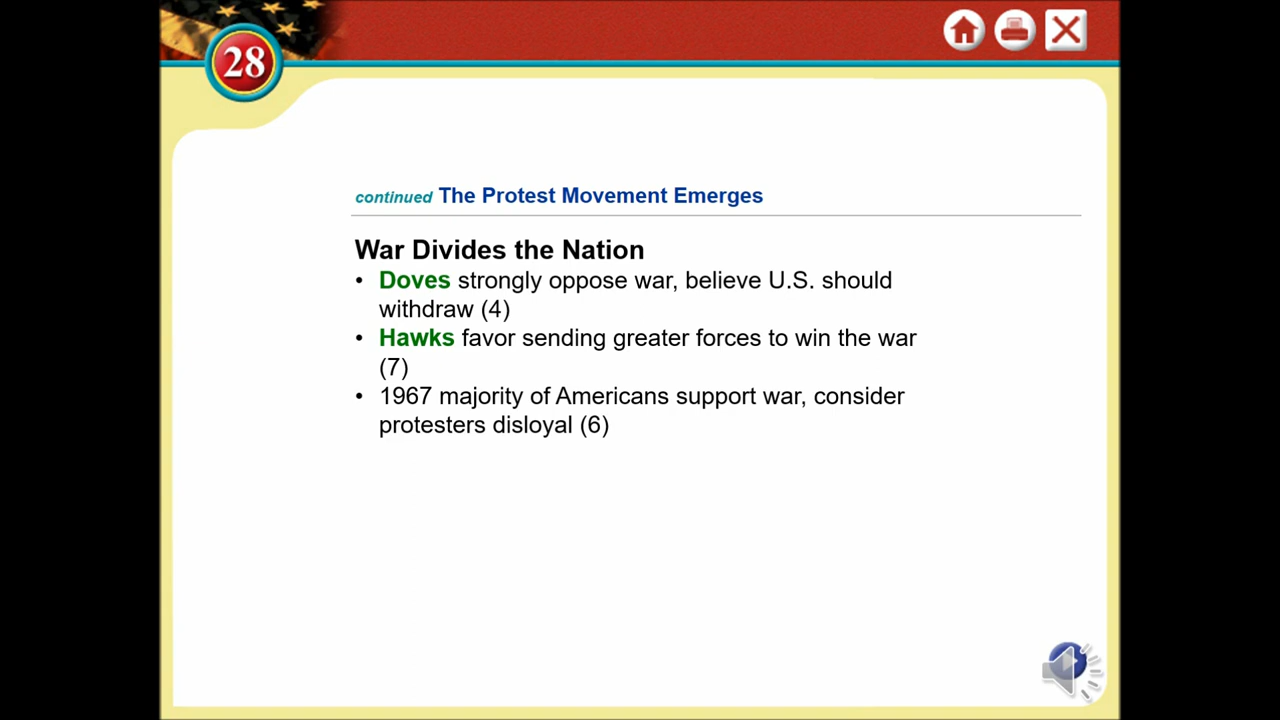 28
continued The Protest Movement Emerges
War Divides the Nation
• Doves strongly oppose war, believe U.S. should
withdraw (4)
• Hawks favor sending greater forces to win the war
(7)
• 1967 majority of Americans support war, consider
protesters disloyal (6)